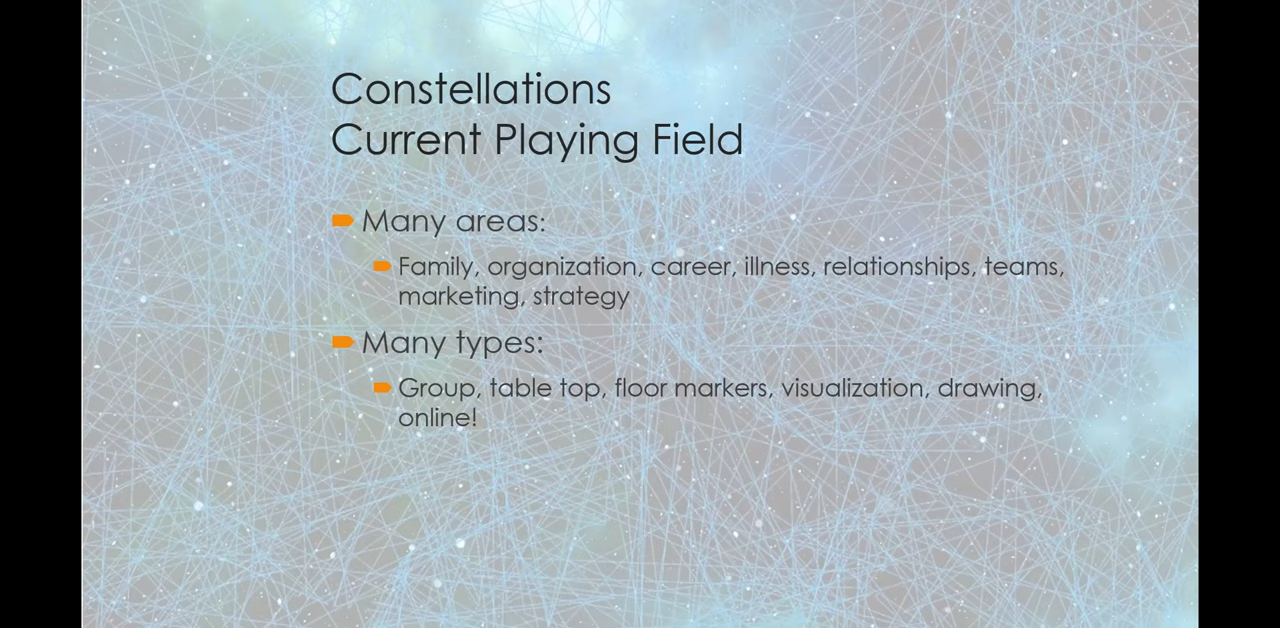 Constellations
Current Playing Field
Many areas:
Family, organization, career, illness, relationships, teams,
marketing, strategy
Many types:
Group, table top, floor markers, visualization, drawing,
online!